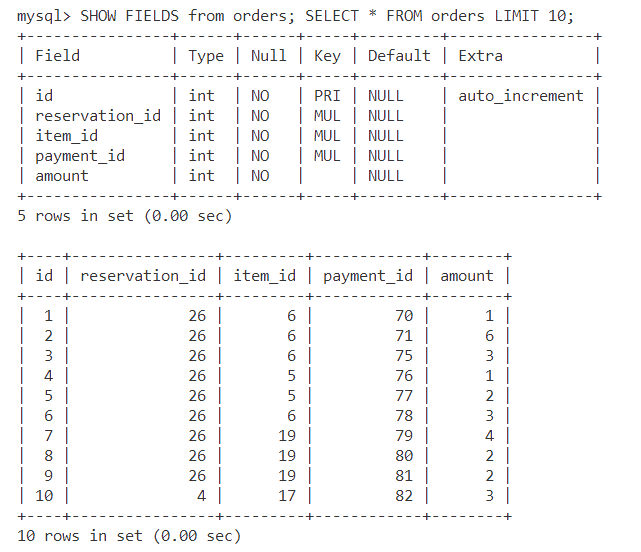 mysql> SHOW FIELDS from orders; SELECT * FROM orders LIMIT 10;
+----------------+------+------+-----+---------+----------------+
| Field          | Type | Null | Key | Default | Extra          |
+----------------+------+------+-----+---------+----------------+
| id             | int  | NO   | PRI | NULL    | auto_increment |
| reservation_id | int  | NO   | MUL | NULL    |                |
| item_id        | int  | NO   | MUL | NULL    |                |
| payment_id     | int  | NO   | MUL | NULL    |                |
| amount         | int  | NO   |     | NULL    |                |
+----------------+------+------+-----+---------+----------------+
5 rows in set (0.00 sec)

+----+----------------+---------+------------+--------+
| id | reservation_id | item_id | payment_id | amount |
+----+----------------+---------+------------+--------+
|  1 |             26 |       6 |         70 |      1 |
|  2 |             26 |       6 |         71 |      6 |
|  3 |             26 |       6 |         75 |      3 |
|  4 |             26 |       5 |         76 |      1 |
|  5 |             26 |       5 |         77 |      2 |
|  6 |             26 |       6 |         78 |      3 |
|  7 |             26 |      19 |         79 |      4 |
|  8 |             26 |      19 |         80 |      2 |
|  9 |             26 |      19 |         81 |      2 |
| 10 |              4 |      17 |         82 |      3 |
+----+----------------+---------+------------+--------+
10 rows in set (0.00 sec)